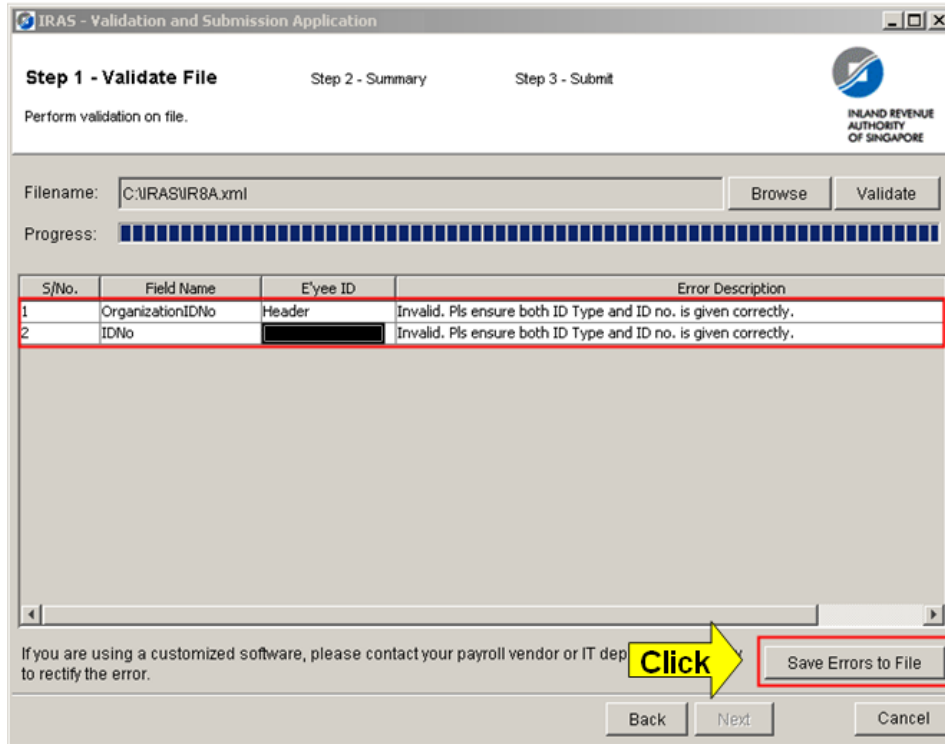 IRAS - Validation and Submission Application
Step 1 - Validate File Step 2 - Summary Step 3 - Submit
Perform validation on file.
INLAND REVENUE
AUTHORITY
OF SINGAPORE
Filename: C:\IRAS\IR8A.xml Browse Validate
Progress:
S/No. Field Name E'yee ID Error Description
1 OrganizationIDNo Header Invalid. Pls ensure both ID Type and ID no. is given correctly.
2 IDNo Invalid. Pls ensure both ID Type and ID no. is given correctly.
If you are using a customized software, please contact your payroll vendor or IT dep
to rectify the error.
Click
Save Errors to File
Back Next Cancel